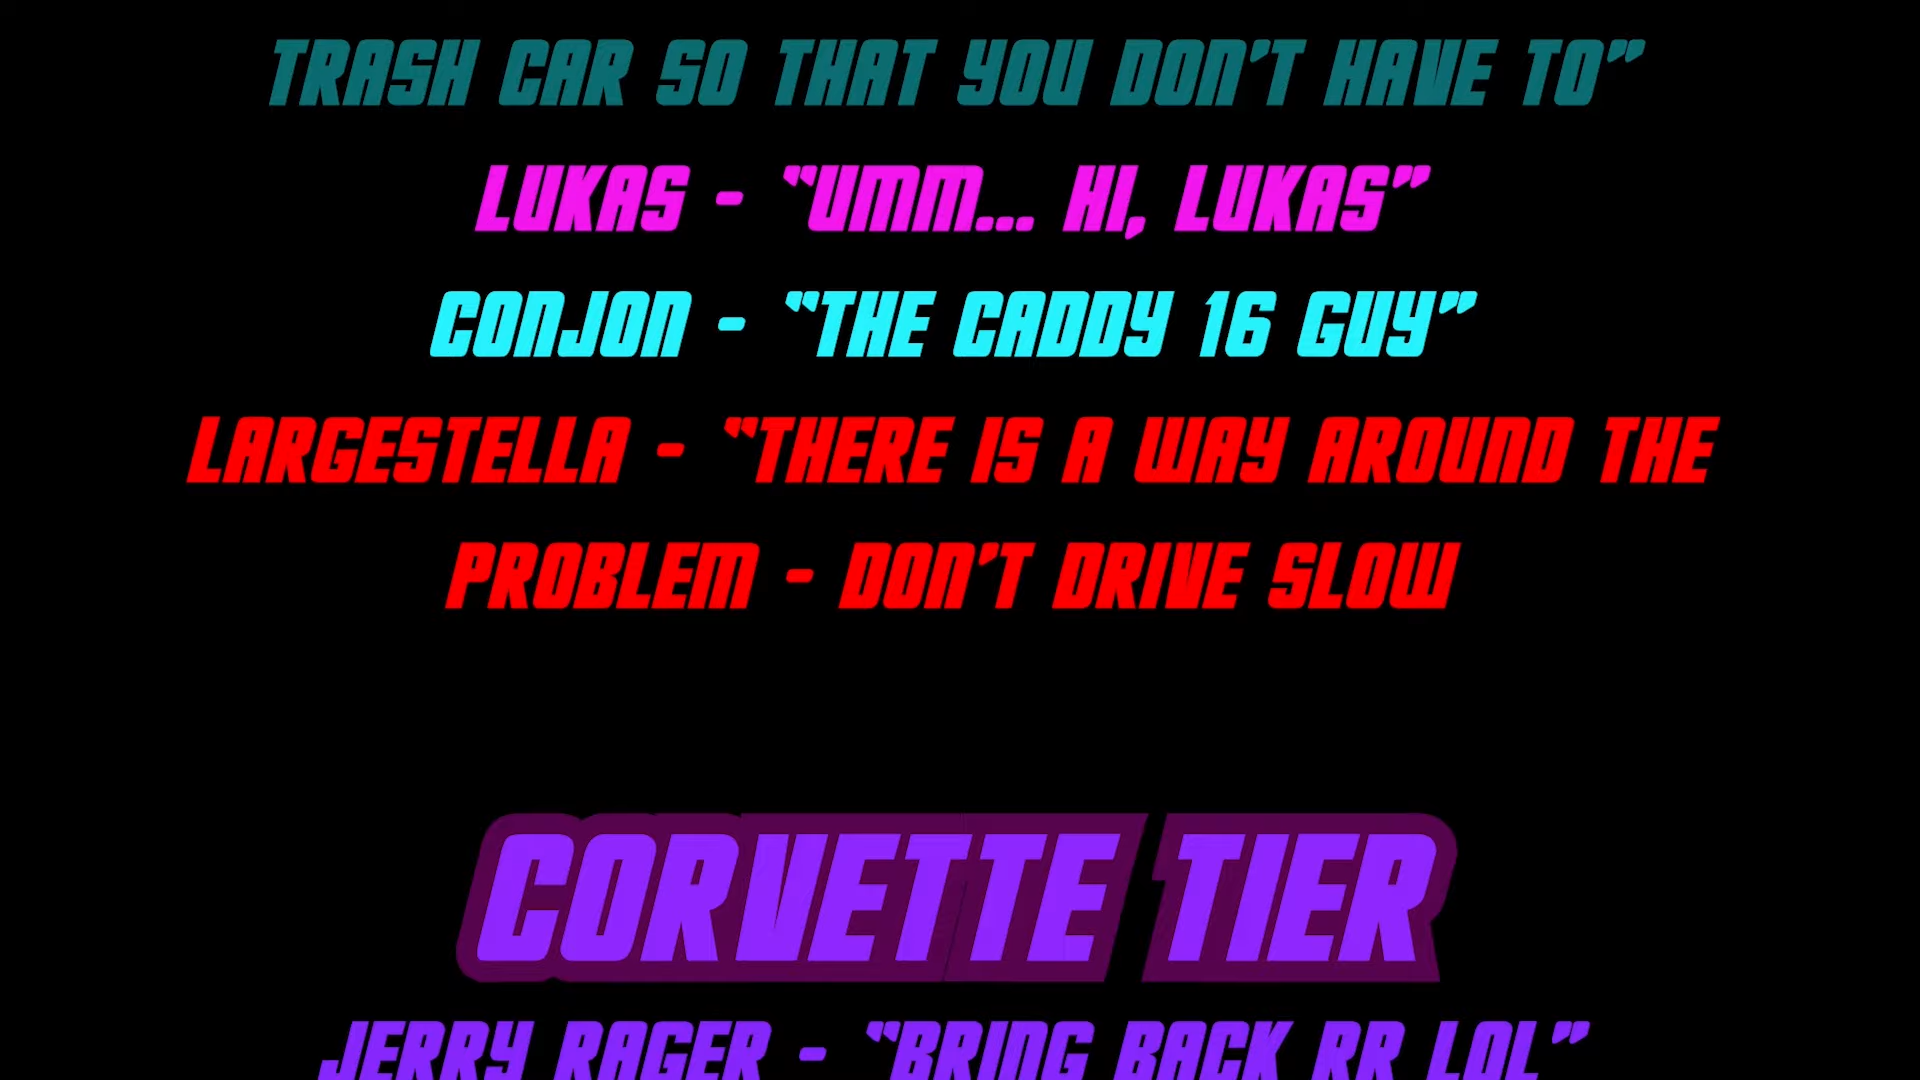 TRASH CAR SO THAT YOU DON'T HAVE TO”
LUKAS - “UMM... HI, LUKAS”
CONJON - “THE CADDY 16 GUY”
LARGESTELLA - “THERE IS A WAY AROUND THE
PROBLEM - DON'T DRIVE SLOW
CORVETTE TIER
JERRY RAGER - “BRING BACK RR LOL”